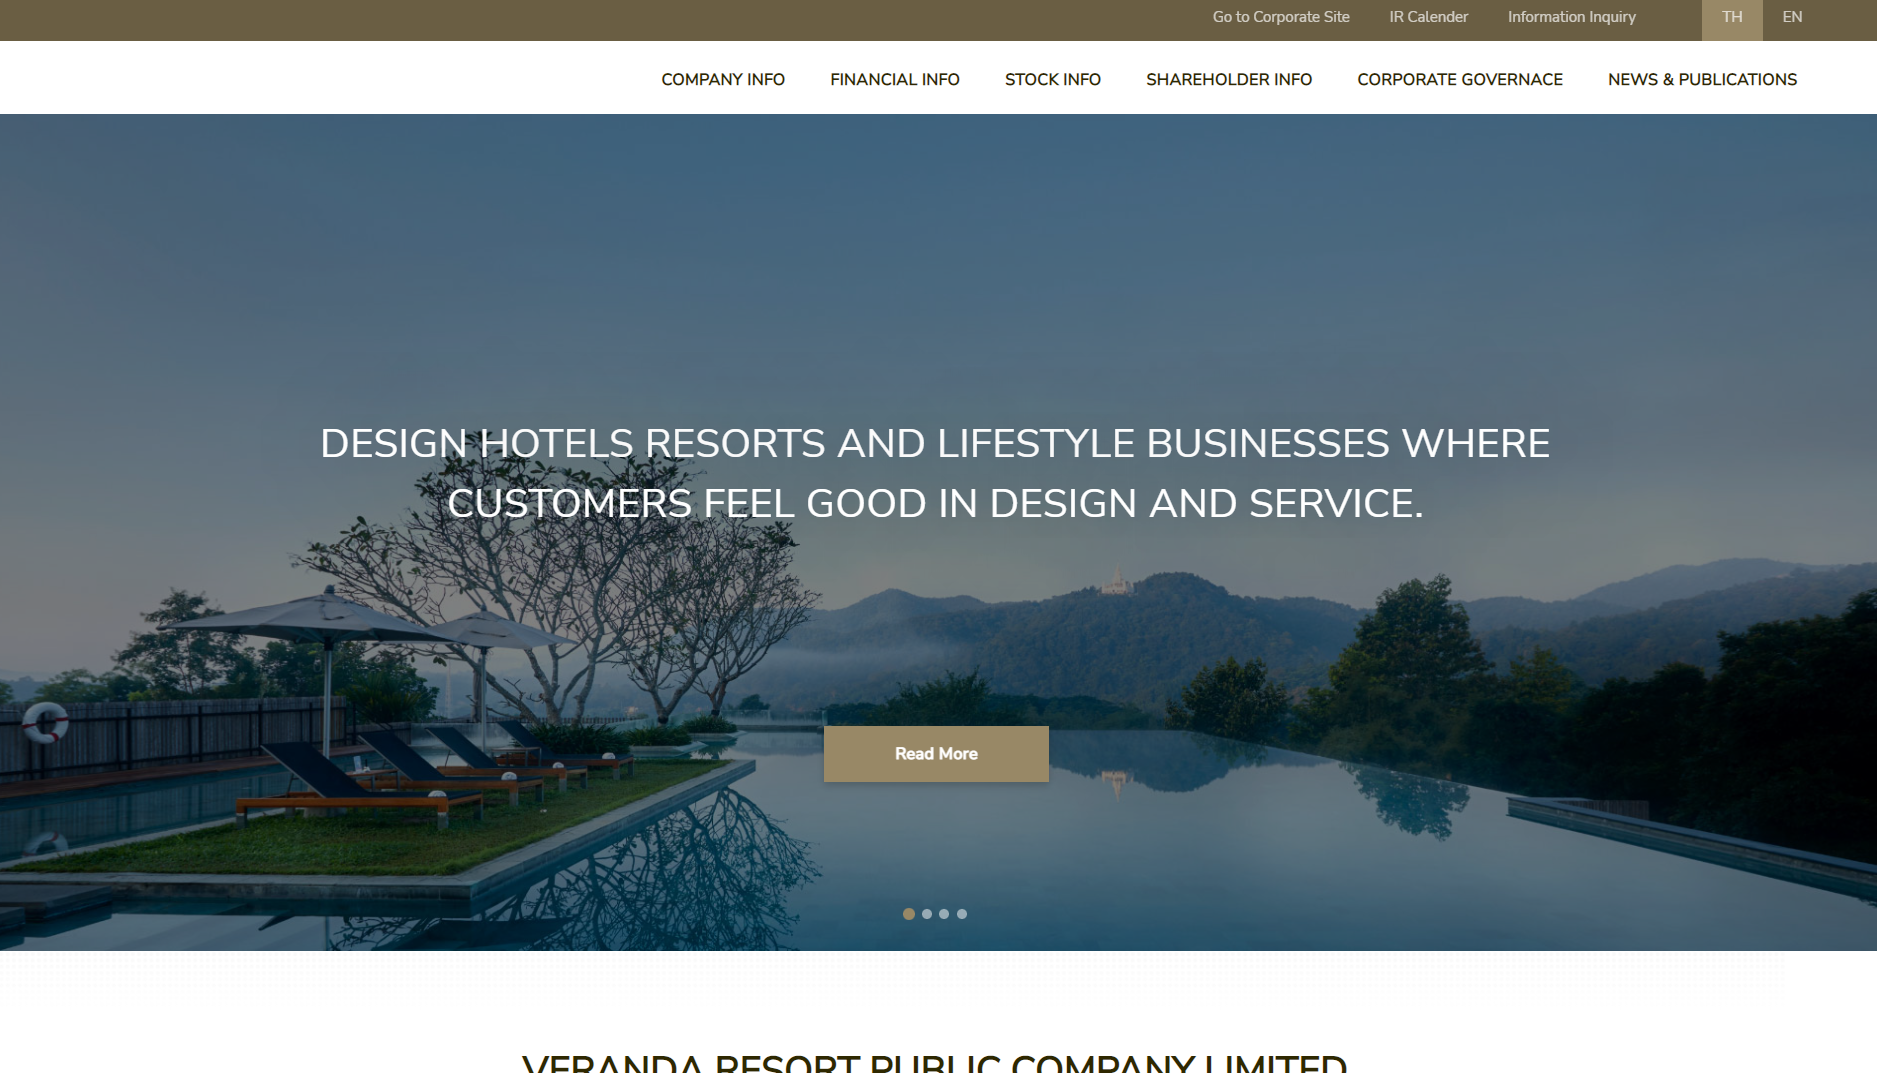 Go to Corporate Site IR Calender Information Inquiry TH EN
COMPANY INFO FINANCIAL INFO STOCK INFO SHAREHOLDER INFO CORPORATE GOVERNACE NEWS & PUBLICATIONS
DESIGN HOTELS RESORTS AND LIFESTYLE BUSINESSES WHERE
CUSTOMERS FEEL GOOD IN DESIGN AND SERVICE.
Read More
VERANDA RESORT PUBLIC COMPANY LIMITED